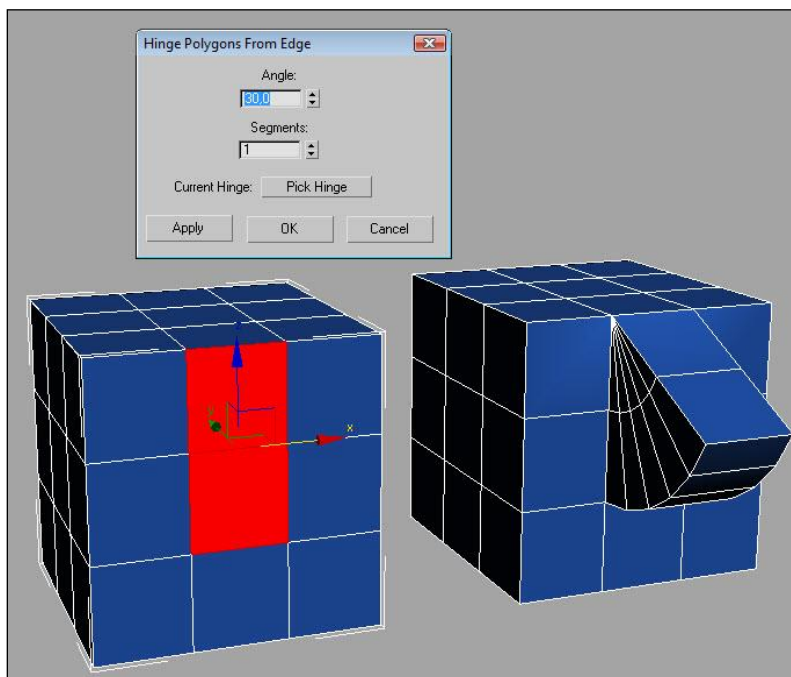 Hinge Polygons From Edge
Angle:
30,0
Segments:
1
Current Hinge: Pick Hinge
Apply OK Cancel
x